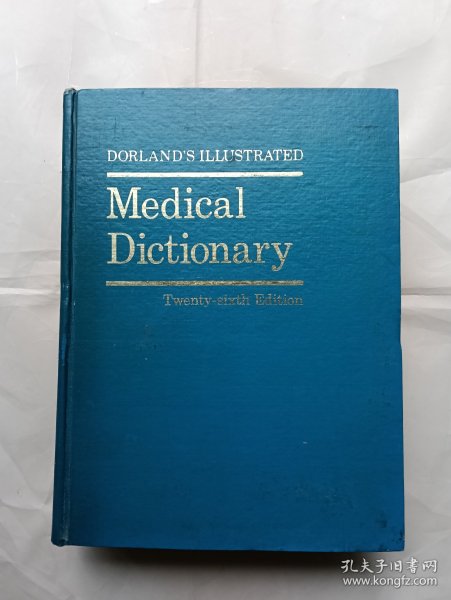 DORLAND'S ILLUSTRATED
Medical
Dictionary
Twenty-sixth Edition
孔夫子旧书网
www.kongfz.com